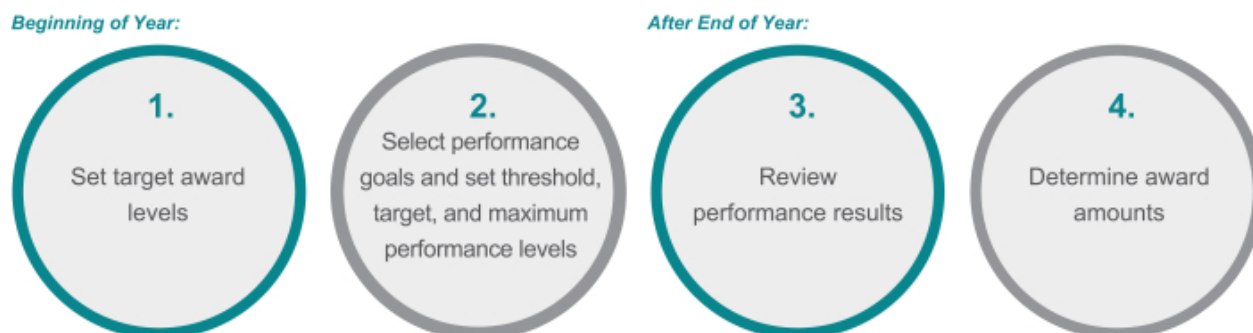 Beginning of Year:
1.
Set target award
levels
2.
Select performance
goals and set threshold,
target, and maximum
performance levels
After End of Year:
3.
Review
performance results
4.
Determine award
amounts